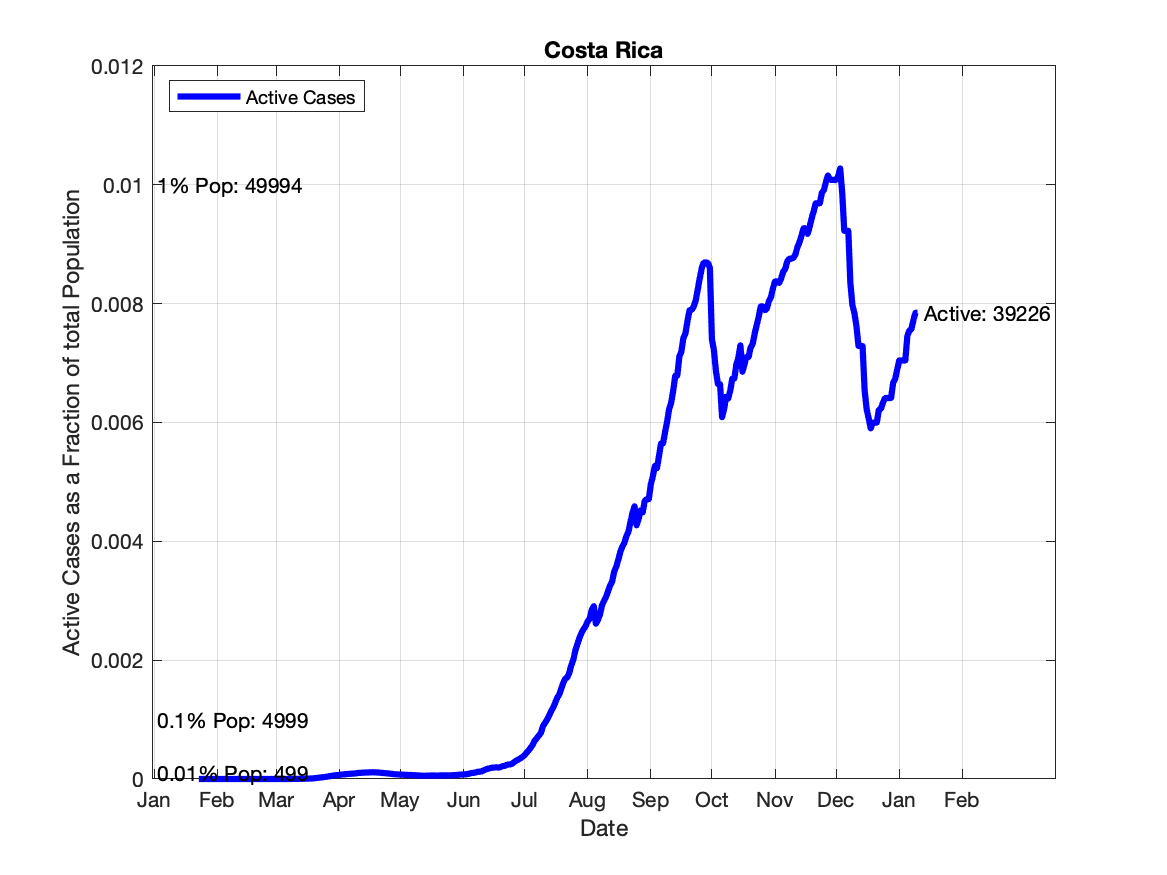 Costa Rica
Active Cases
Active Cases as a Fraction of total Population
0.012
0.01
0.008
0.006
0.004
0.002
0
1% Pop: 49994
Active: 39226
0.1% Pop: 4999
0.01% Pop: 499
Jan Feb Mar Apr May Jun Jul Aug Sep Oct Nov Dec Jan Feb
Date